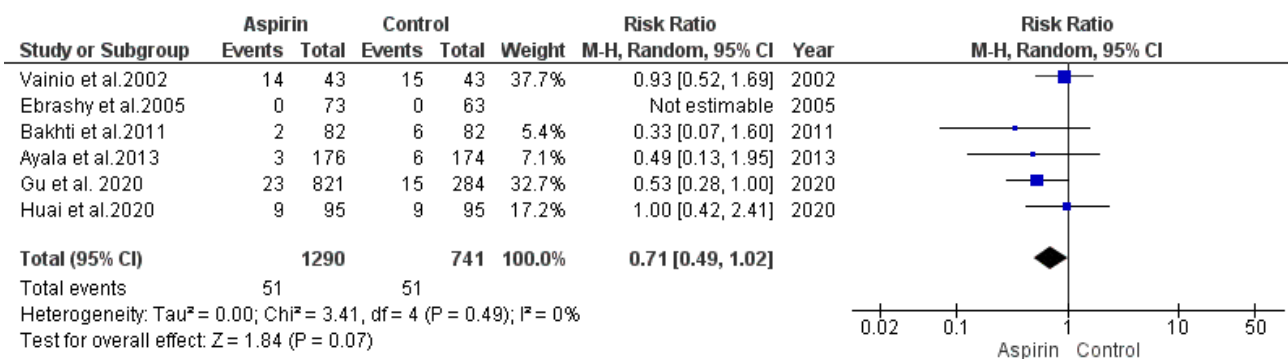 Aspirin Control Risk Ratio Risk Ratio
Study or Subgroup Events Total Events Total Weight M-H, Random, 95% CI Year M-H, Random, 95% CI
Vainio et al.2002 14 43 15 43 37.7% 0.93 [0.52, 1.69] 2002
Ebrashy et al.2005 0 73 0 63 Not estimable 2005
Bakhti et al.2011 2 82 6 82 5.4% 0.33 [0.07, 1.60] 2011
Ayala et al.2013 3 176 6 174 7.1% 0.49 [0.13, 1.95] 2013
Gu et al. 2020 23 821 15 284 32.7% 0.53 [0.28, 1.00] 2020
Huai et al.2020 9 95 9 95 17.2% 1.00 [0.42, 2.41] 2020
Total (95% CI) 1290 741 100.0% 0.71 [0.49, 1.02]
Total events 51 51
Heterogeneity: Tau² = 0.00; Chi² = 3.41, df = 4 (P = 0.49); I² = 0%
Test for overall effect: Z = 1.84 (P = 0.07)
0.02 0.1 1 10 50
Aspirin Control